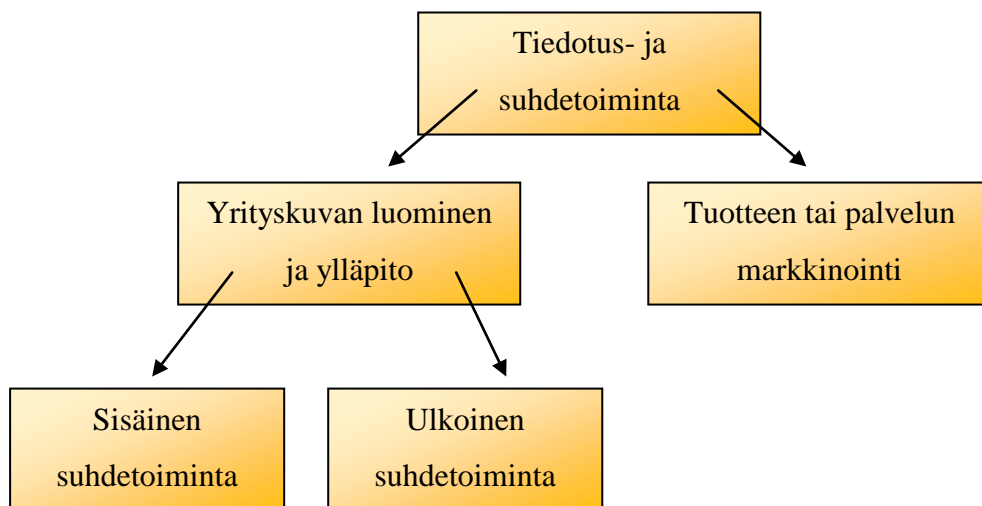 Tiedotus- ja
suhdetoiminta
Yrityskuvan luominen
ja ylläpito
Tuotteen tai palvelun
markkinointi
Sisäinen
suhdetoiminta
Ulkoinen
suhdetoiminta